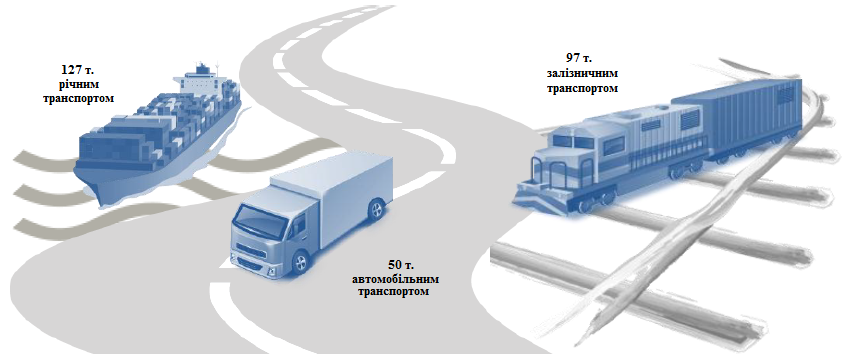 127 т.
річним
транспортом
97 т.
залізничним
транспортом
50 т.
автомобільним
транспортом